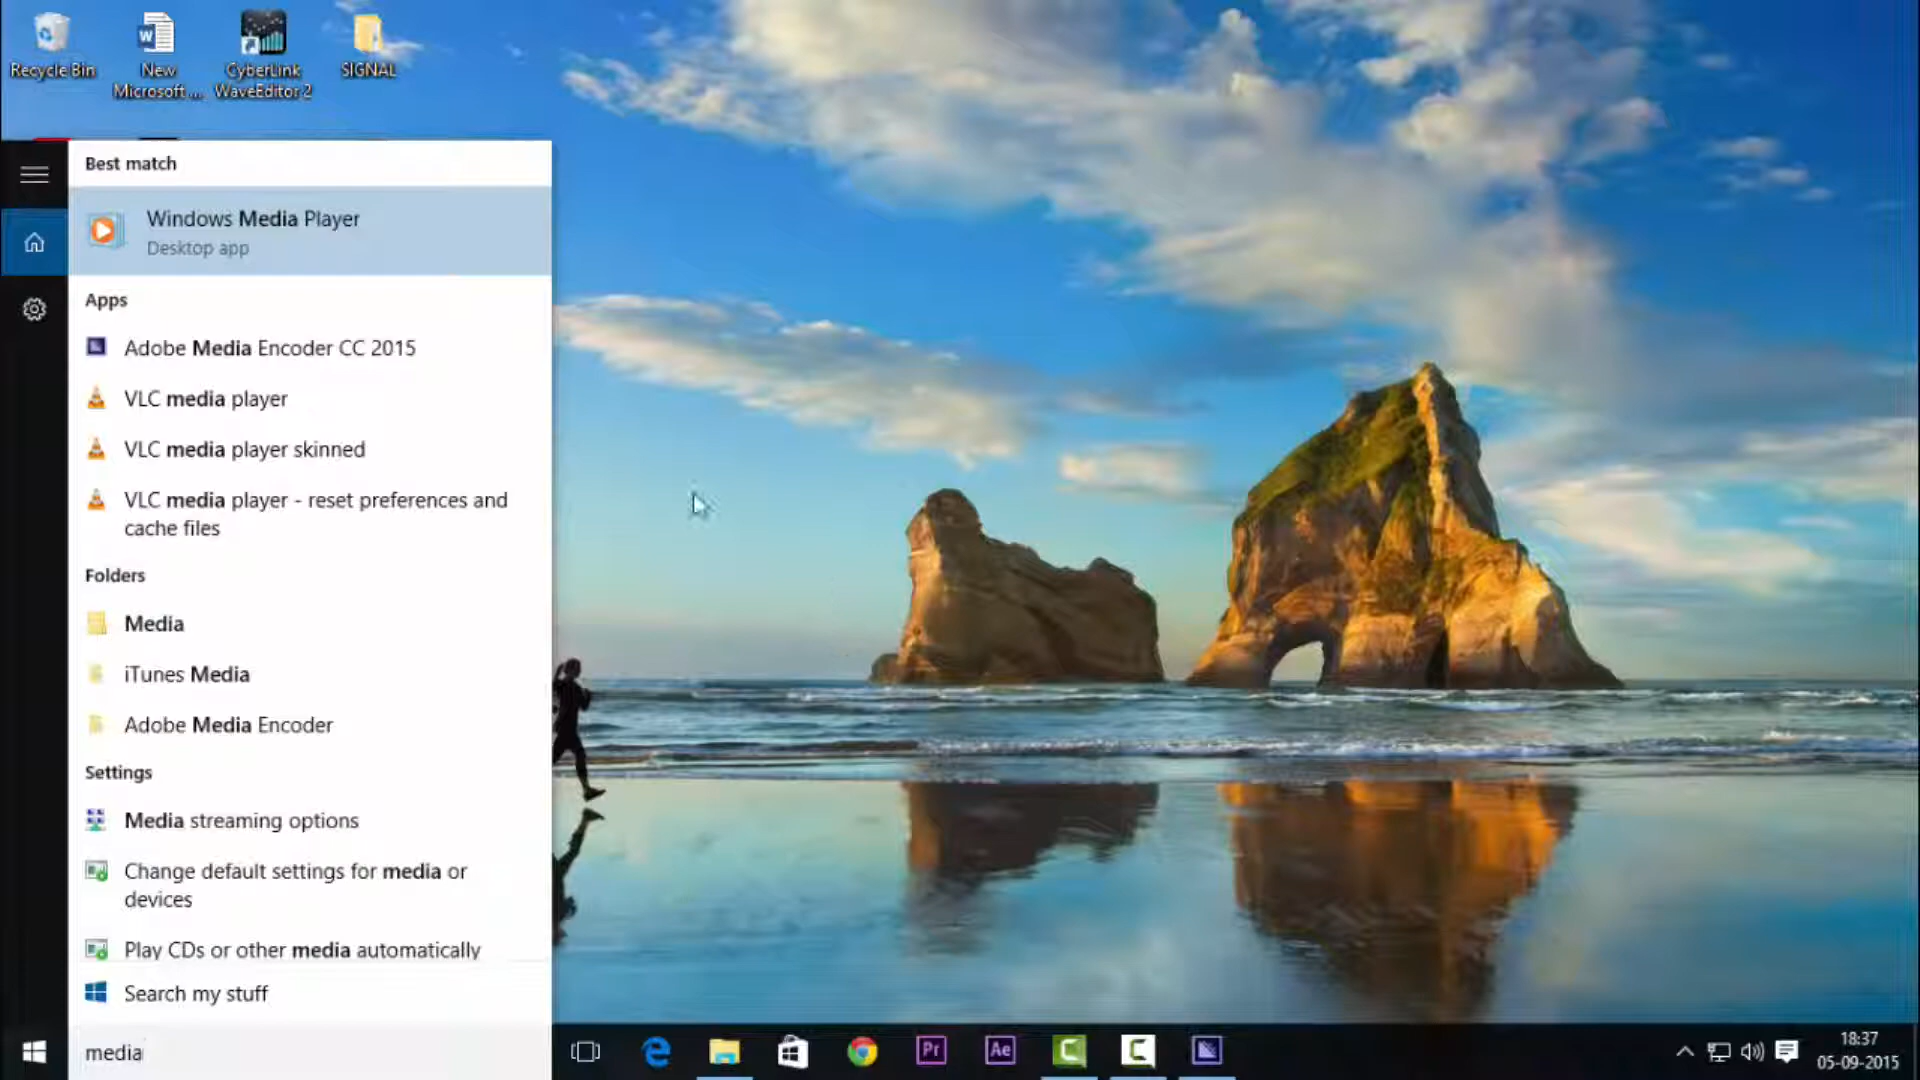 Recycle Bin
New
Microsoft ...
CyberLink
WaveEditor 2
SIGNAL
Best match
Windows Media Player
Desktop app
Apps
Adobe Media Encoder CC 2015
VLC media player
VLC media player skinned
VLC media player - reset preferences and
cache files
Folders
Media
iTunes Media
Adobe Media Encoder
Settings
Media streaming options
Change default settings for media or
devices
Play CDs or other media automatically
Search my stuff
media
Pr
Ae
18:37
05-09-2015